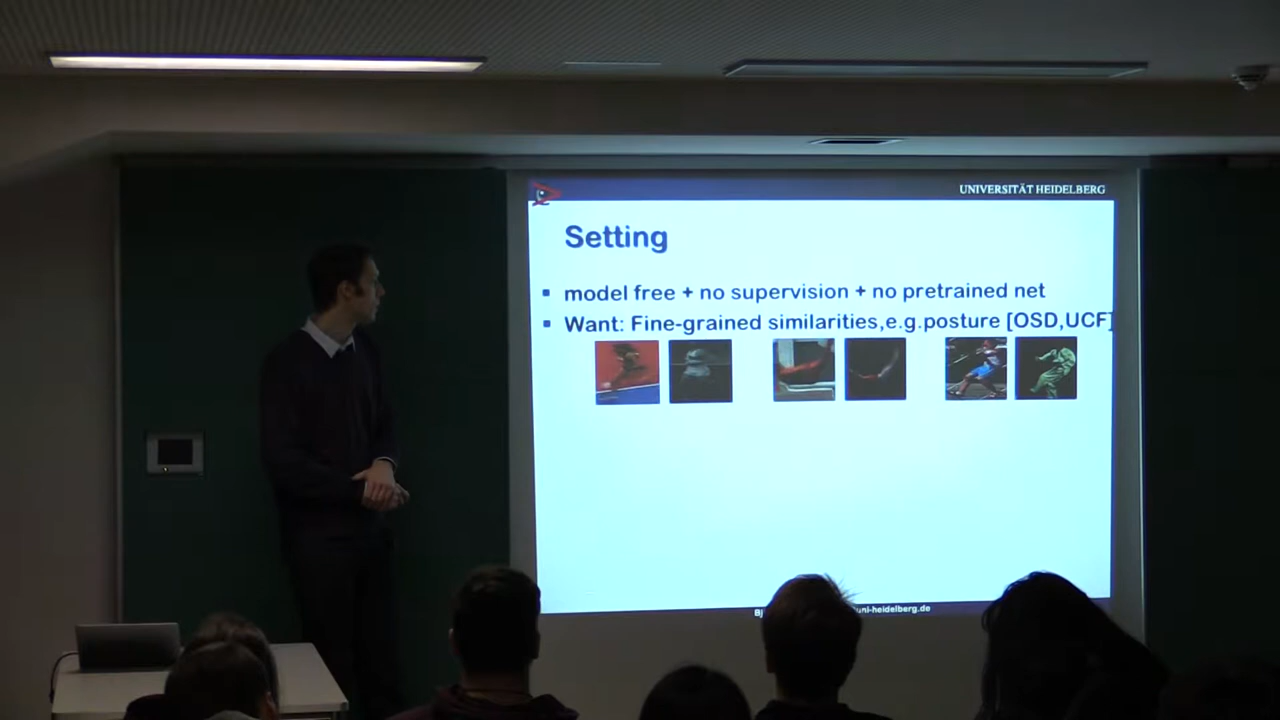 UNIVERSITÄT HEIDELBERG
Setting
model free + no supervision + no pretrained net
Want: Fine-grained similarities,e.g.posture [OSD,UCF]
uni-heidelberg.de